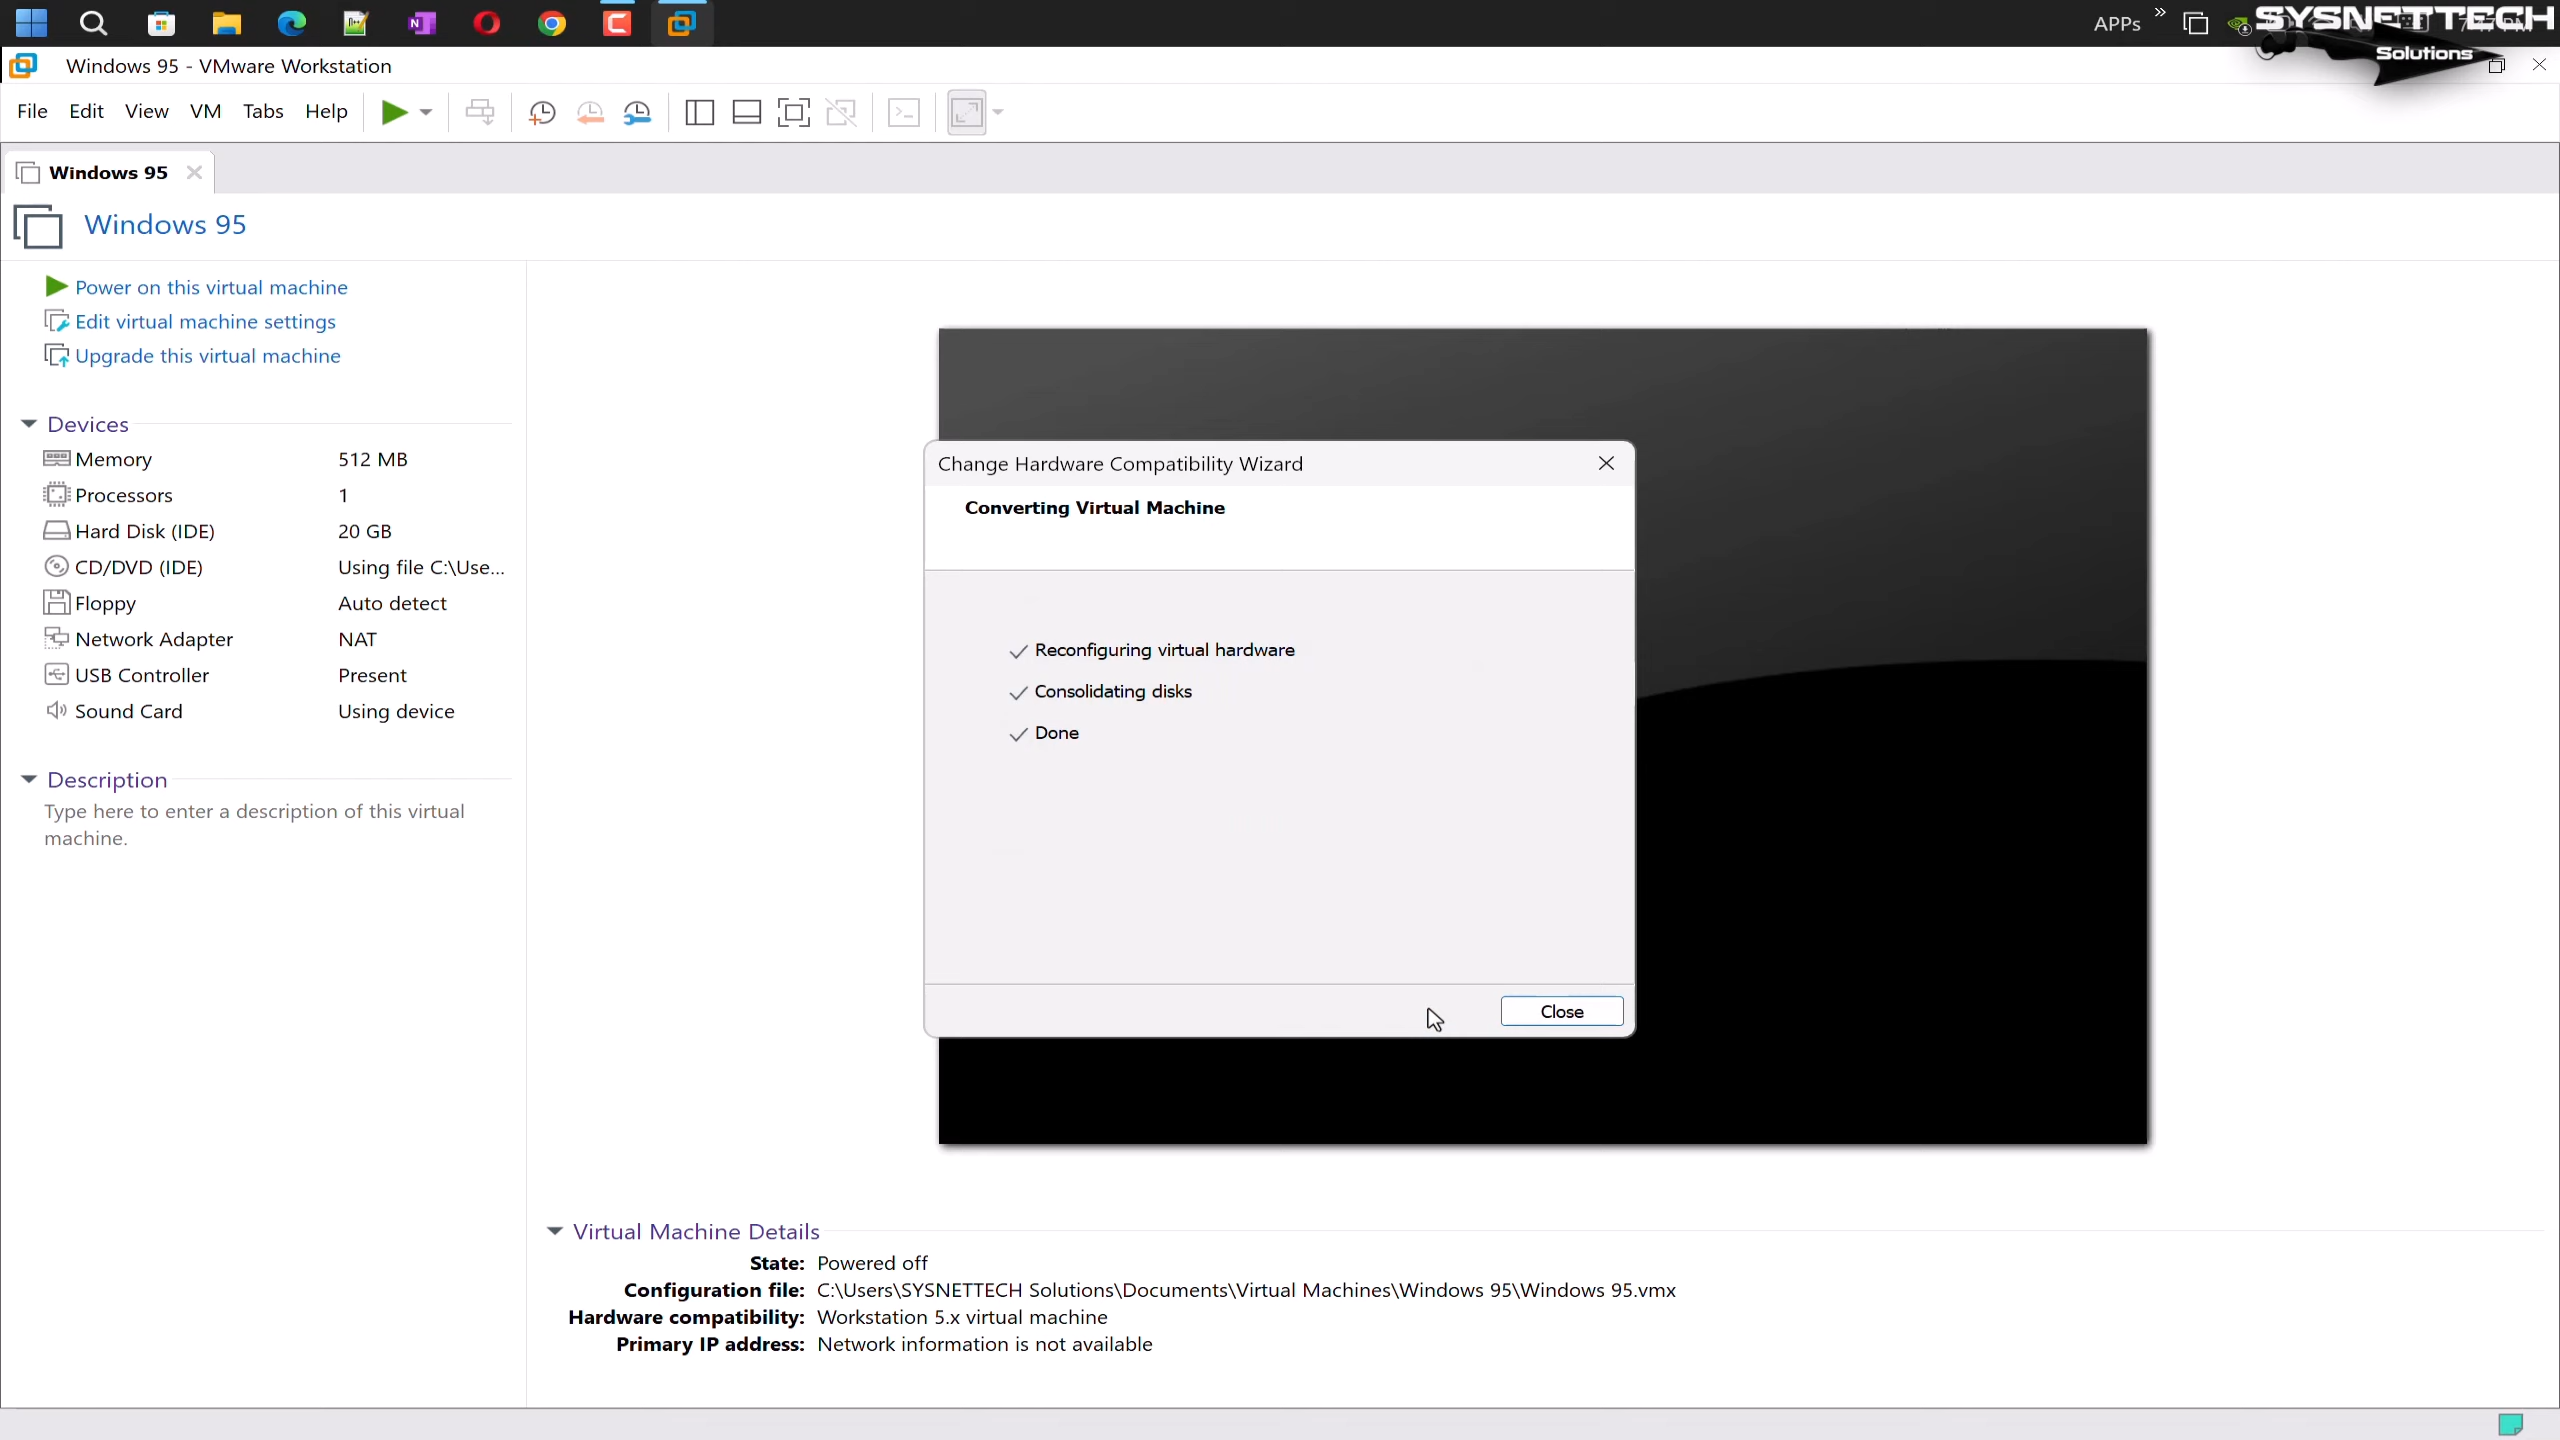 APPs
SYSNETTECH
Solutions
Windows 95 - VMware Workstation
File Edit View VM Tabs Help
Windows 95
Windows 95
Power on this virtual machine
Edit virtual machine settings
Upgrade this virtual machine
Devices
Memory 512 MB
Processors 1
Hard Disk (IDE) 20 GB
CD/DVD (IDE) Using file C:\Use...
Floppy Auto detect
Network Adapter NAT
USB Controller Present
Sound Card Using device
Description
Type here to enter a description of this virtual
machine.
Change Hardware Compatibility Wizard
Converting Virtual Machine
Reconfiguring virtual hardware
Consolidating disks
Done
Close
Virtual Machine Details
State: Powered off
Configuration file: C:\Users\SYSNETTECH Solutions\Documents\Virtual Machines\Windows 95\Windows 95.vmx
Hardware compatibility: Workstation 5.x virtual machine
Primary IP address: Network information is not available